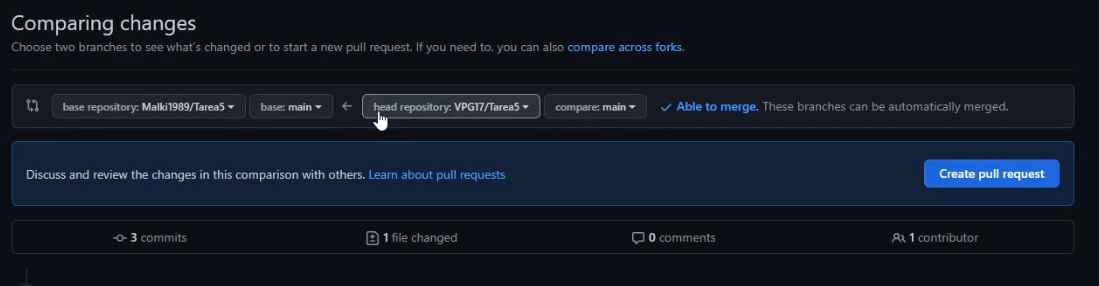 Comparing changes
Choose two branches to see what's changed or to start a new pull request. If you need to, you can also compare across forks.
base repository: Malki1989/Tarea5 base: main head repository: VPG17/Tarea5 compare: main Able to merge. These branches can be automatically merged.
Discuss and review the changes in this comparison with others. Learn about pull requests Create pull request
3 commits 1 file changed 0 comments 1 contributor